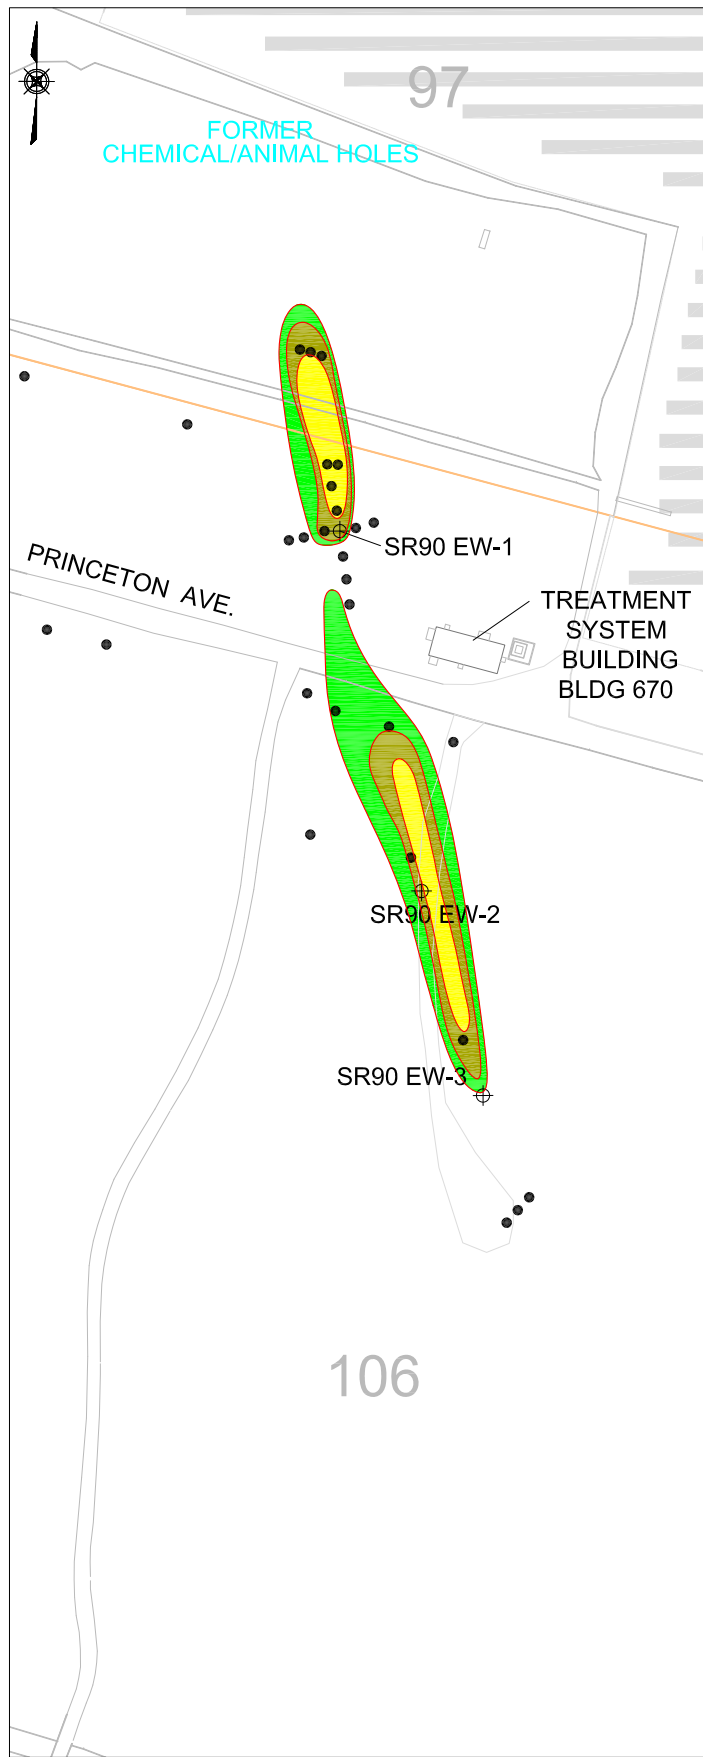 97
FORMER
CHEMICAL/ANIMAL HOLES
SR90 EW-1
PRINCETON AVE.
TREATMENT
SYSTEM
BUILDING
BLDG 670
SR90 EW-2
SR90 EW-3
106